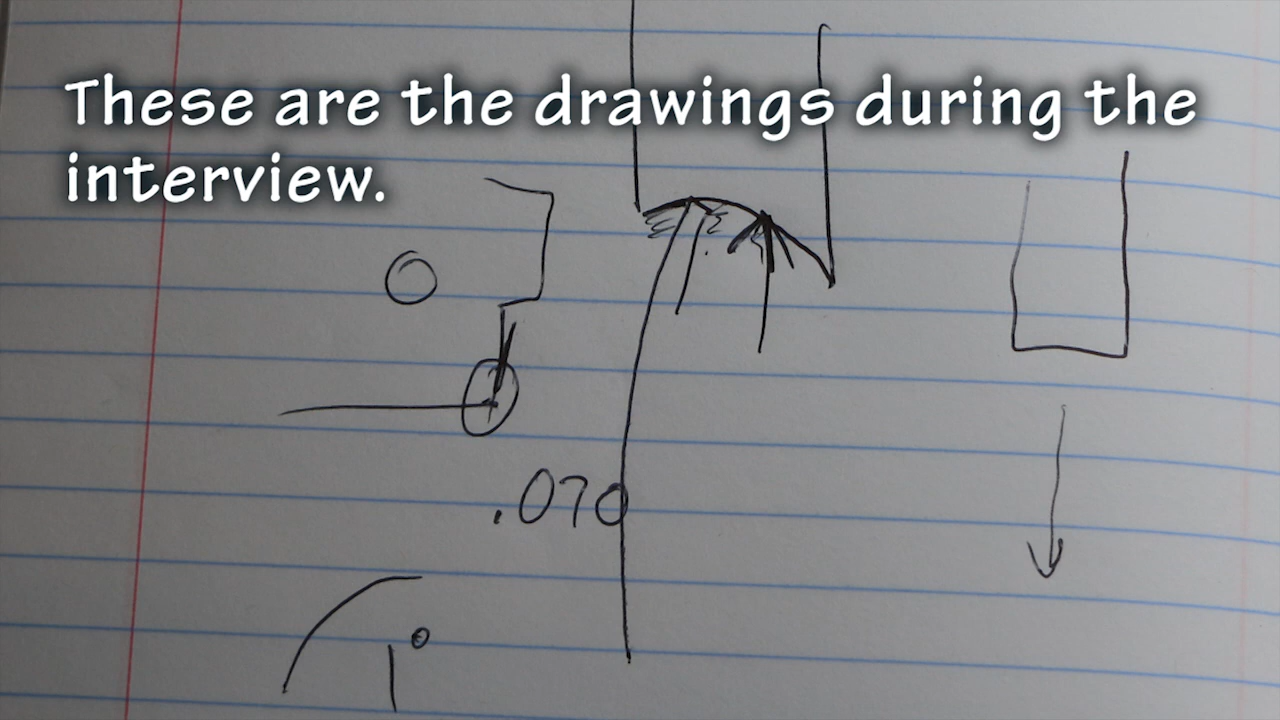 These are the drawings during the
interview.
.070
1°